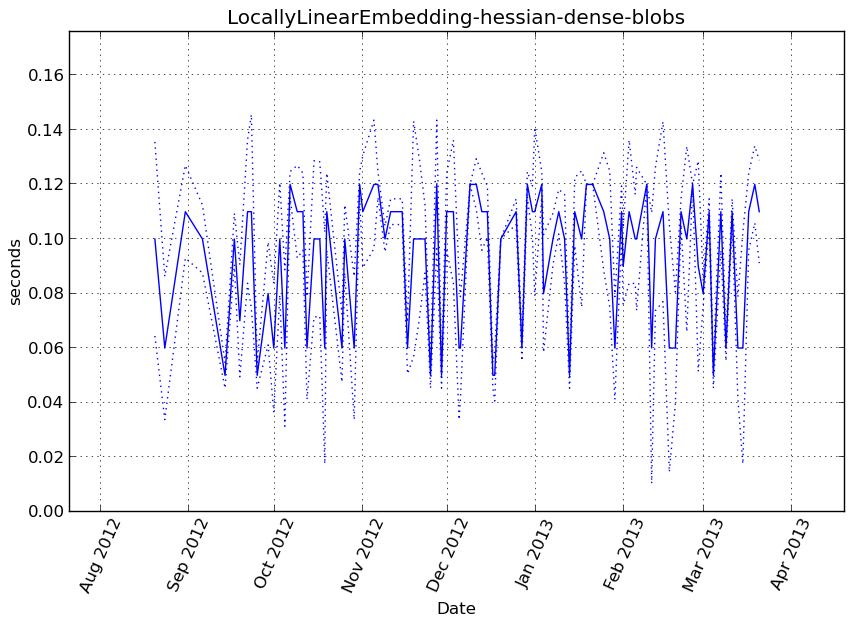 LocallyLinearEmbedding-hessian-dense-blobs
0.16
0.14
0.12
0.10
0.08
0.06
0.04
0.02
0.00
seconds
Aug 2012
Sep 2012
Oct 2012
Nov 2012
Dec 2012
Jan 2013
Feb 2013
Mar 2013
Apr 2013
Date